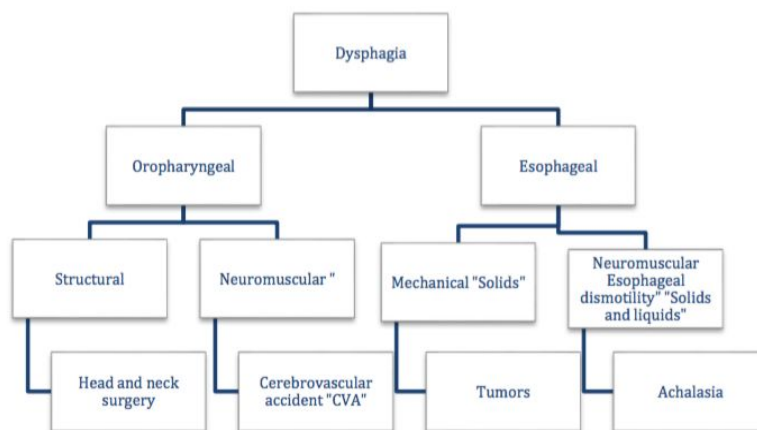 Dysphagia
Oropharyngeal
Esophageal
Structural
Neuromuscular "
Mechanical "Solids"
Neuromuscular
Esophageal
dismotility" "Solids
and liquids"
Head and neck
surgery
Cerebrovascular
accident "CVA"
Tumors
Achalasia